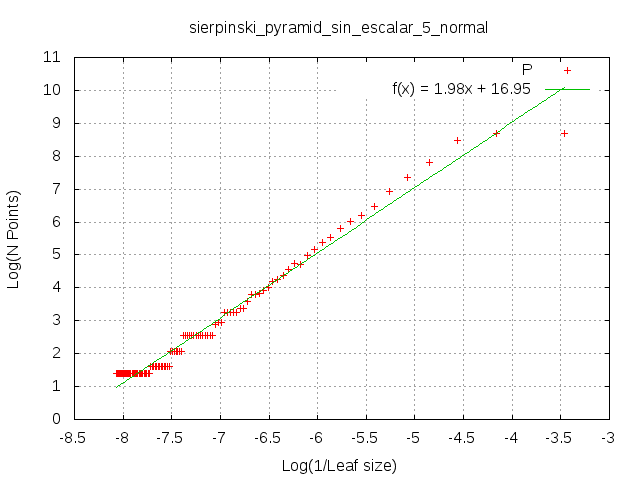 sierpinski_pyramid_sin_escalar_5_normal
P
f(x) = 1.98x + 16.95
11
10
9
8
7
6
5
4
3
2
1
0
Log(N Points)
-8.5 -8 -7.5 -7 -6.5 -6 -5.5 -5 -4.5 -4 -3.5 -3
Log(1/Leaf size)